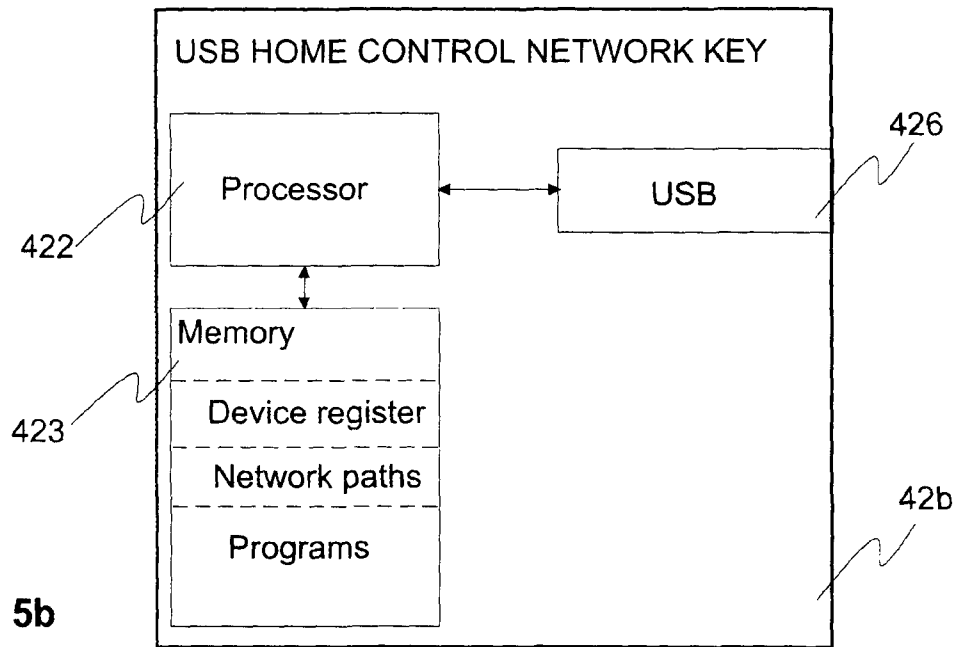 USB HOME CONTROL NETWORK KEY
426
Processor
USB
422
Memory
Device register
423
Network paths
42b
Programs
5b